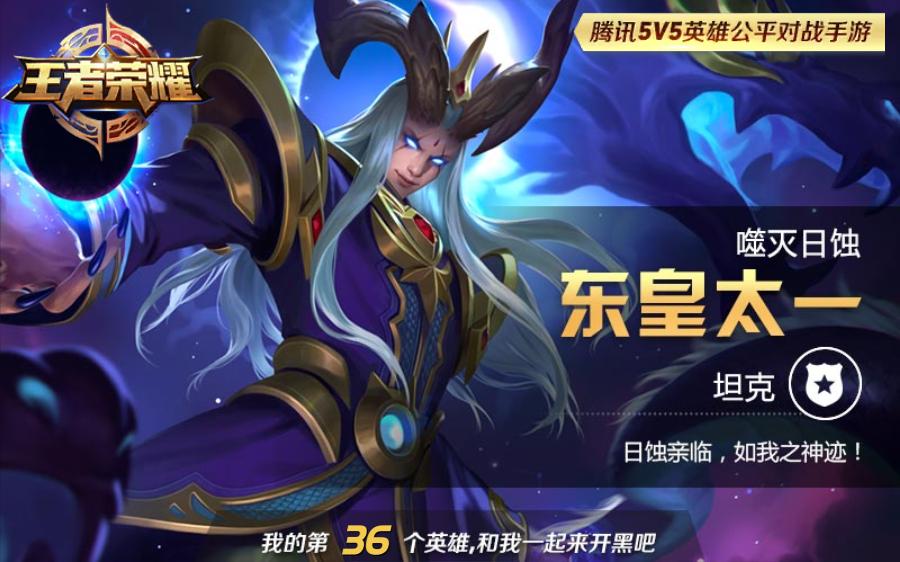 王者荣耀
腾讯5V5英雄公平对战手游
噬灭日蚀
东皇太一
坦克
日蚀亲临，如我之神迹！
我的第 36 个英雄,和我一起来开黑吧